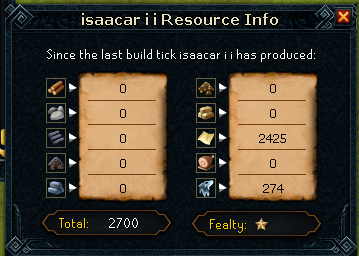 isaacar i i Resource Info
Since the last build tick isaacar i i has produced:
0 0
0 0
0 2425
0 0
0 274
Total: 2700 Fealty: